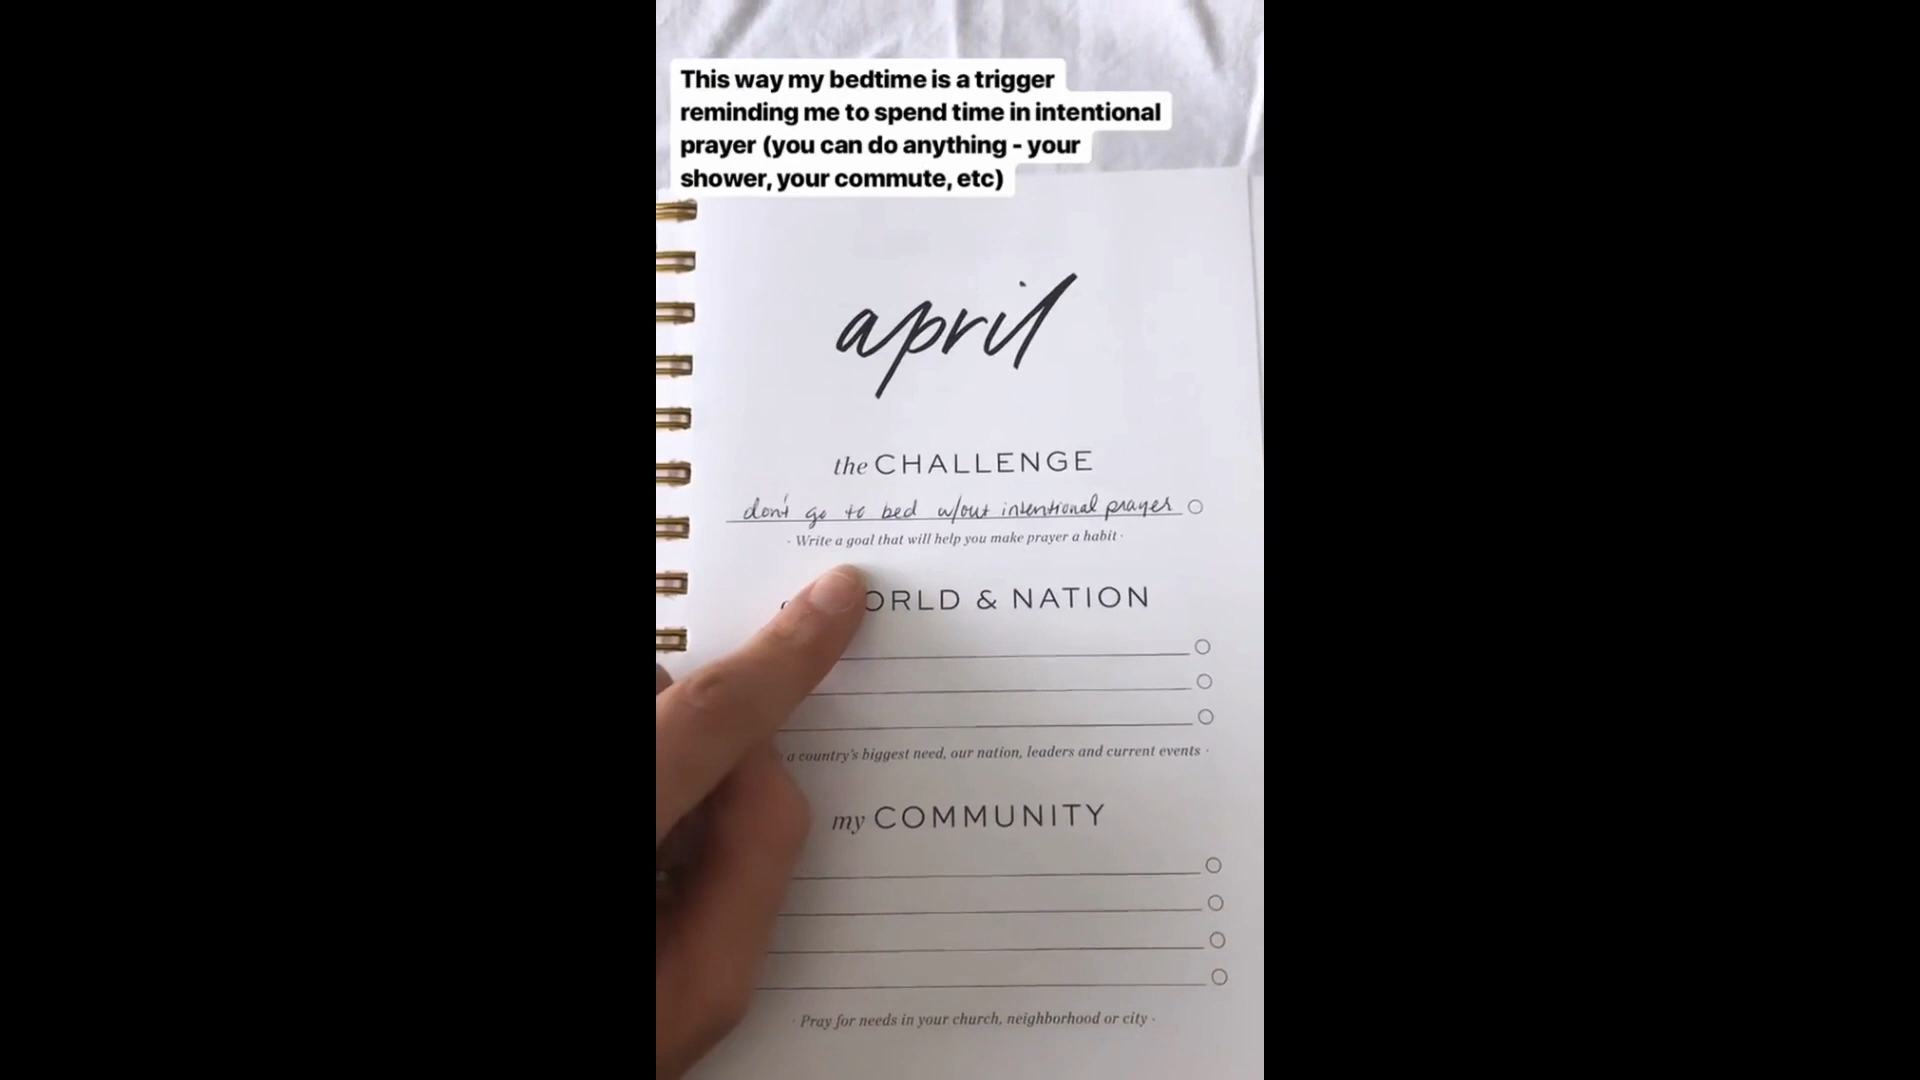 This way my bedtime is a trigger
reminding me to spend time in intentional
prayer (you can do anything - your
shower, your commute, etc)
april
the CHALLENGE
don't go to bed w/out intentional prayer
· Write a goal that will help you make prayer a habit ·
ORLD & NATION
a country's biggest need, our nation, leaders and current events ·
my COMMUNITY
· Pray for needs in your church, neighborhood or city ·